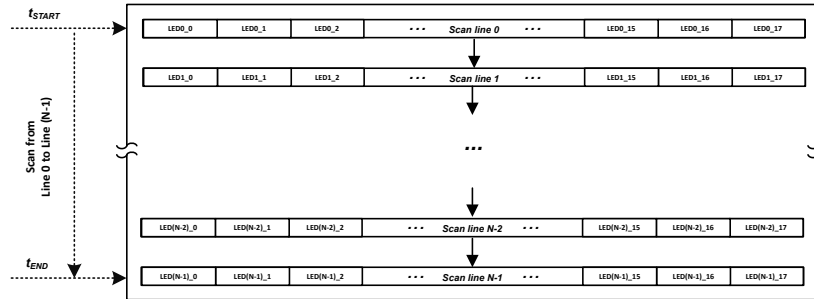 t_START
LED0_0 LED0_1 LED0_2 ··· Scan line 0 ··· LED0_15 LED0_16 LED0_17
LED1_0 LED1_1 LED1_2 ··· Scan line 1 ··· LED1_15 LED1_16 LED1_17
Scan from
Line 0 to Line (N-1)
...
LED(N-2)_0 LED(N-2)_1 LED(N-2)_2 ··· Scan line N-2 ··· LED(N-2)_15 LED(N-2)_16 LED(N-2)_17
t_END
LED(N-1)_0 LED(N-1)_1 LED(N-1)_2 ··· Scan line N-1 ··· LED(N-1)_15 LED(N-1)_16 LED(N-1)_17